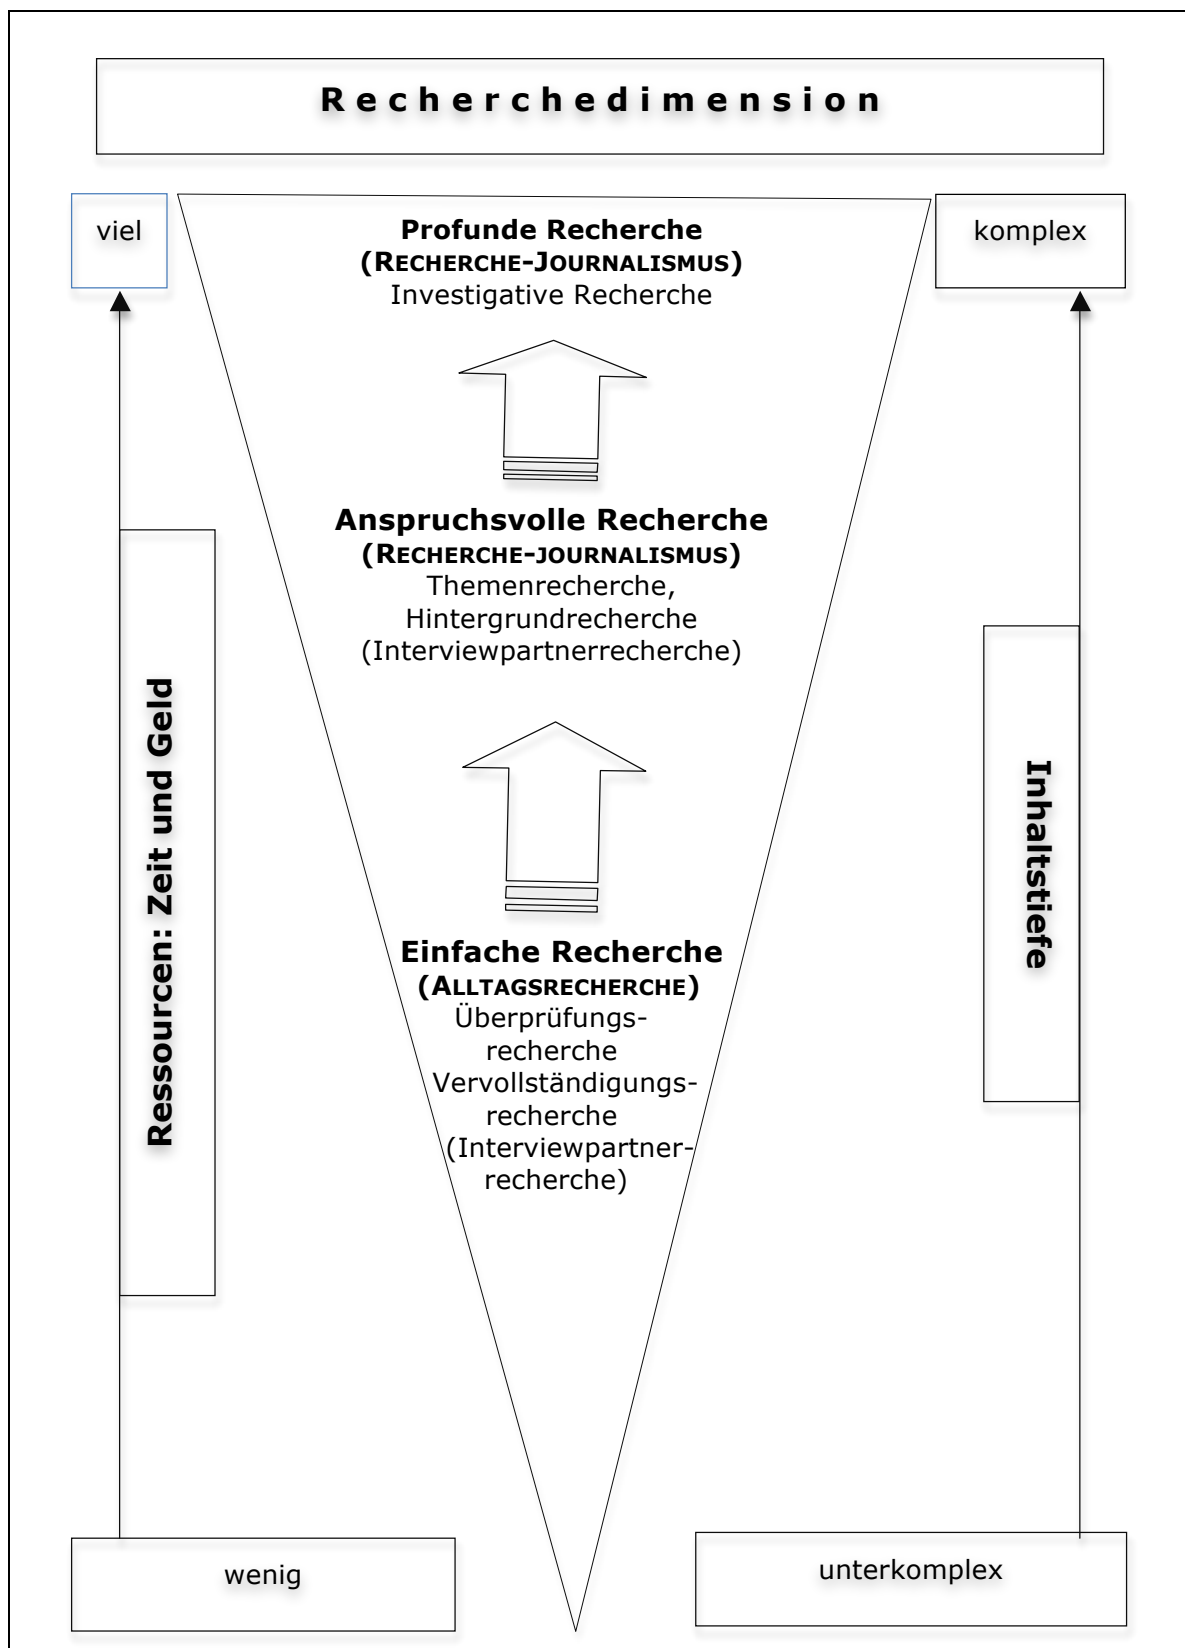 Recherchedimension
viel
komplex
Profunde Recherche
(RECHERCHE-JOURNALISMUS)
Investigative Recherche
Anspruchsvolle Recherche
(RECHERCHE-JOURNALISMUS)
Themenrecherche,
Hintergrundrecherche
(Interviewpartnerrecherche)
Ressourcen: Zeit und Geld
Inhaltstiefe
Einfache Recherche
(ALLTAGSRECHERCHE)
Überprüfungs-
recherche
Vervollständigungs-
recherche
(Interviewpartner-
recherche)
wenig
unterkomplex